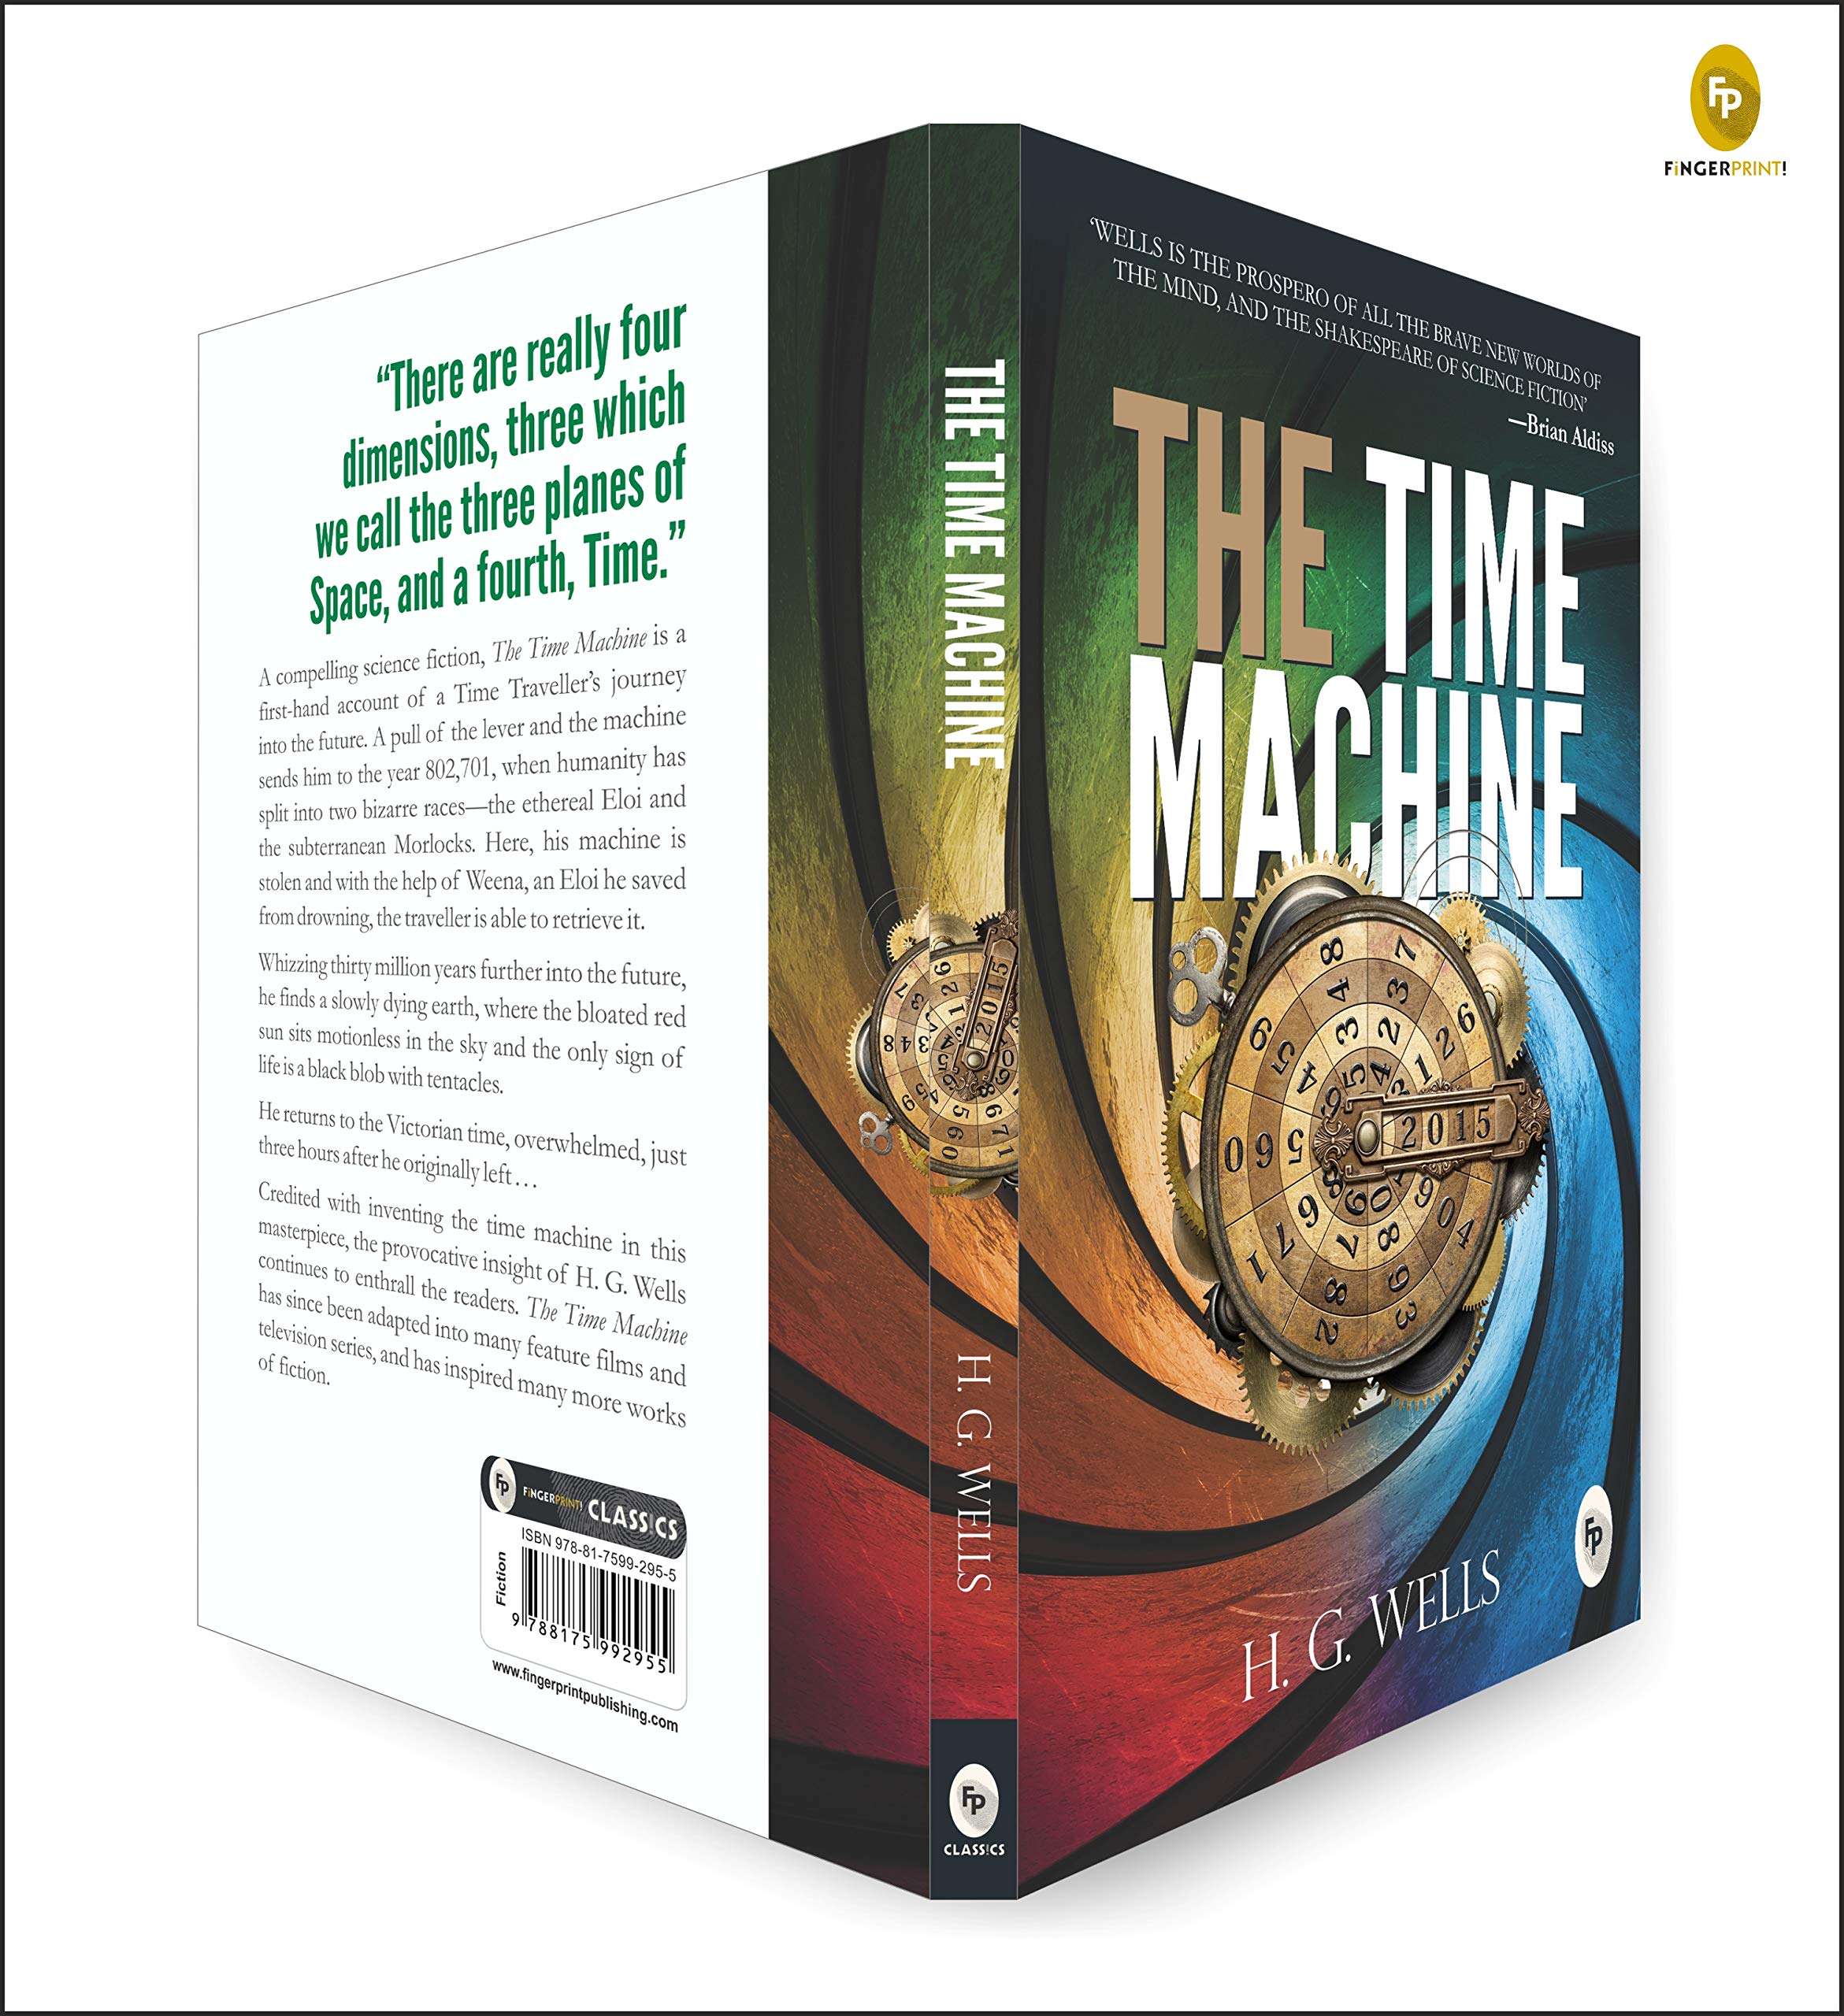 FP
FiNGERPRINT!
“There are really four
dimensions, three which
we call the three planes of
Space, and a fourth, Time.”
A compelling science fiction, The Time Machine is a
first-hand account of a Time Traveller’s journey
into the future. A pull of the lever and the machine
sends him to the year 802,701, when humanity has
split into two bizarre races—the ethereal Eloi and
the subterranean Morlocks. Here, his machine is
stolen and with the help of Weena, an Eloi he saved
from drowning, the traveller is able to retrieve it.
Whizzing thirty million years further into the future,
he finds a slowly dying earth, where the bloated red
sun sits motionless in the sky and the only sign of
life is a black blob with tentacles.
He returns to the Victorian time, overwhelmed, just
three hours after he originally left . . .
Credited with inventing the time machine in this
masterpiece, the provocative insight of H. G. Wells
continues to enthrall the readers. The Time Machine
has since been adapted into many feature films and
television series, and has inspired many more works
of fiction.
FP FiNGERPRINT! CLASS!CS
ISBN 978-81-7599-295-5
Fiction
9 788175 992955
www.fingerprintpublishing.com
THE TIME MACHINE
2015
H. G. WELLS
FP
CLASS!CS
‘WELLS IS THE PROSPERO OF ALL THE BRAVE NEW WORLDS OF
THE MIND, AND THE SHAKESPEARE OF SCIENCE FICTION’
—Brian Aldiss
THE TIME
MACHINE
2015
FP
H. G. WELLS